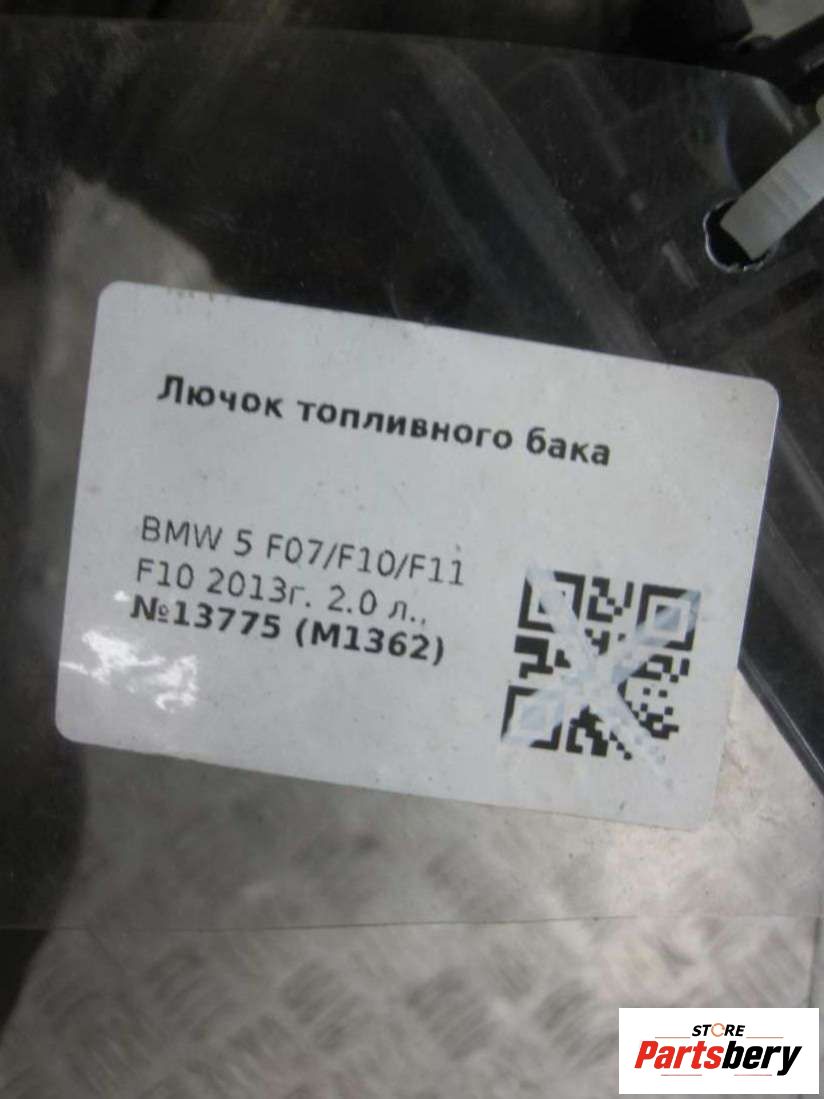 Лючок топливного бака
BMW 5 F07/F10/F11
F10 2013г. 2.0 л.,
№13775 (M1362)
STORE
Partsbery